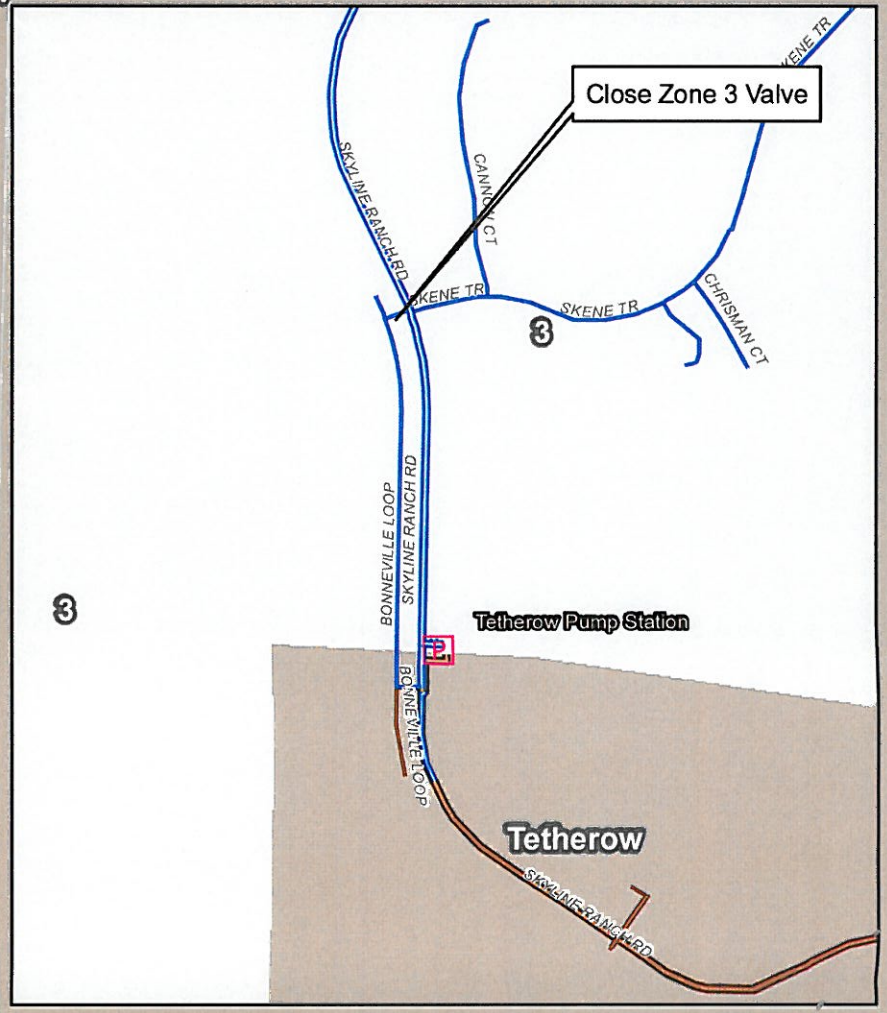 KENE TR
Close Zone 3 Valve
SKYLINE RANCH RD
CANNON CT
SKENE TR
SKENE TR
CHRISMAN CT
3
BONNEVILLE LOOP
SKYLINE RANCH RD
3
Tetherow Pump Station
P
BONNEVILLE LOOP
Tetherow
SKYLINE RANCH RD